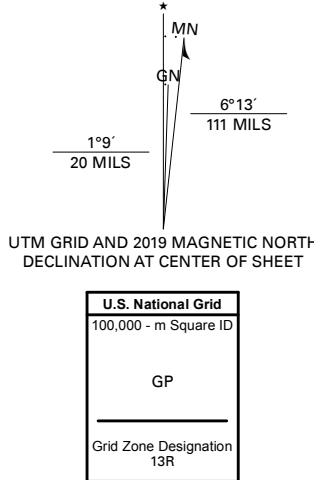 ★
MN
GN
6°13´
111 MILS
1°9´
20 MILS
UTM GRID AND 2019 MAGNETIC NORTH
DECLINATION AT CENTER OF SHEET
U.S. National Grid
100,000 - m Square ID
GP
Grid Zone Designation
13R